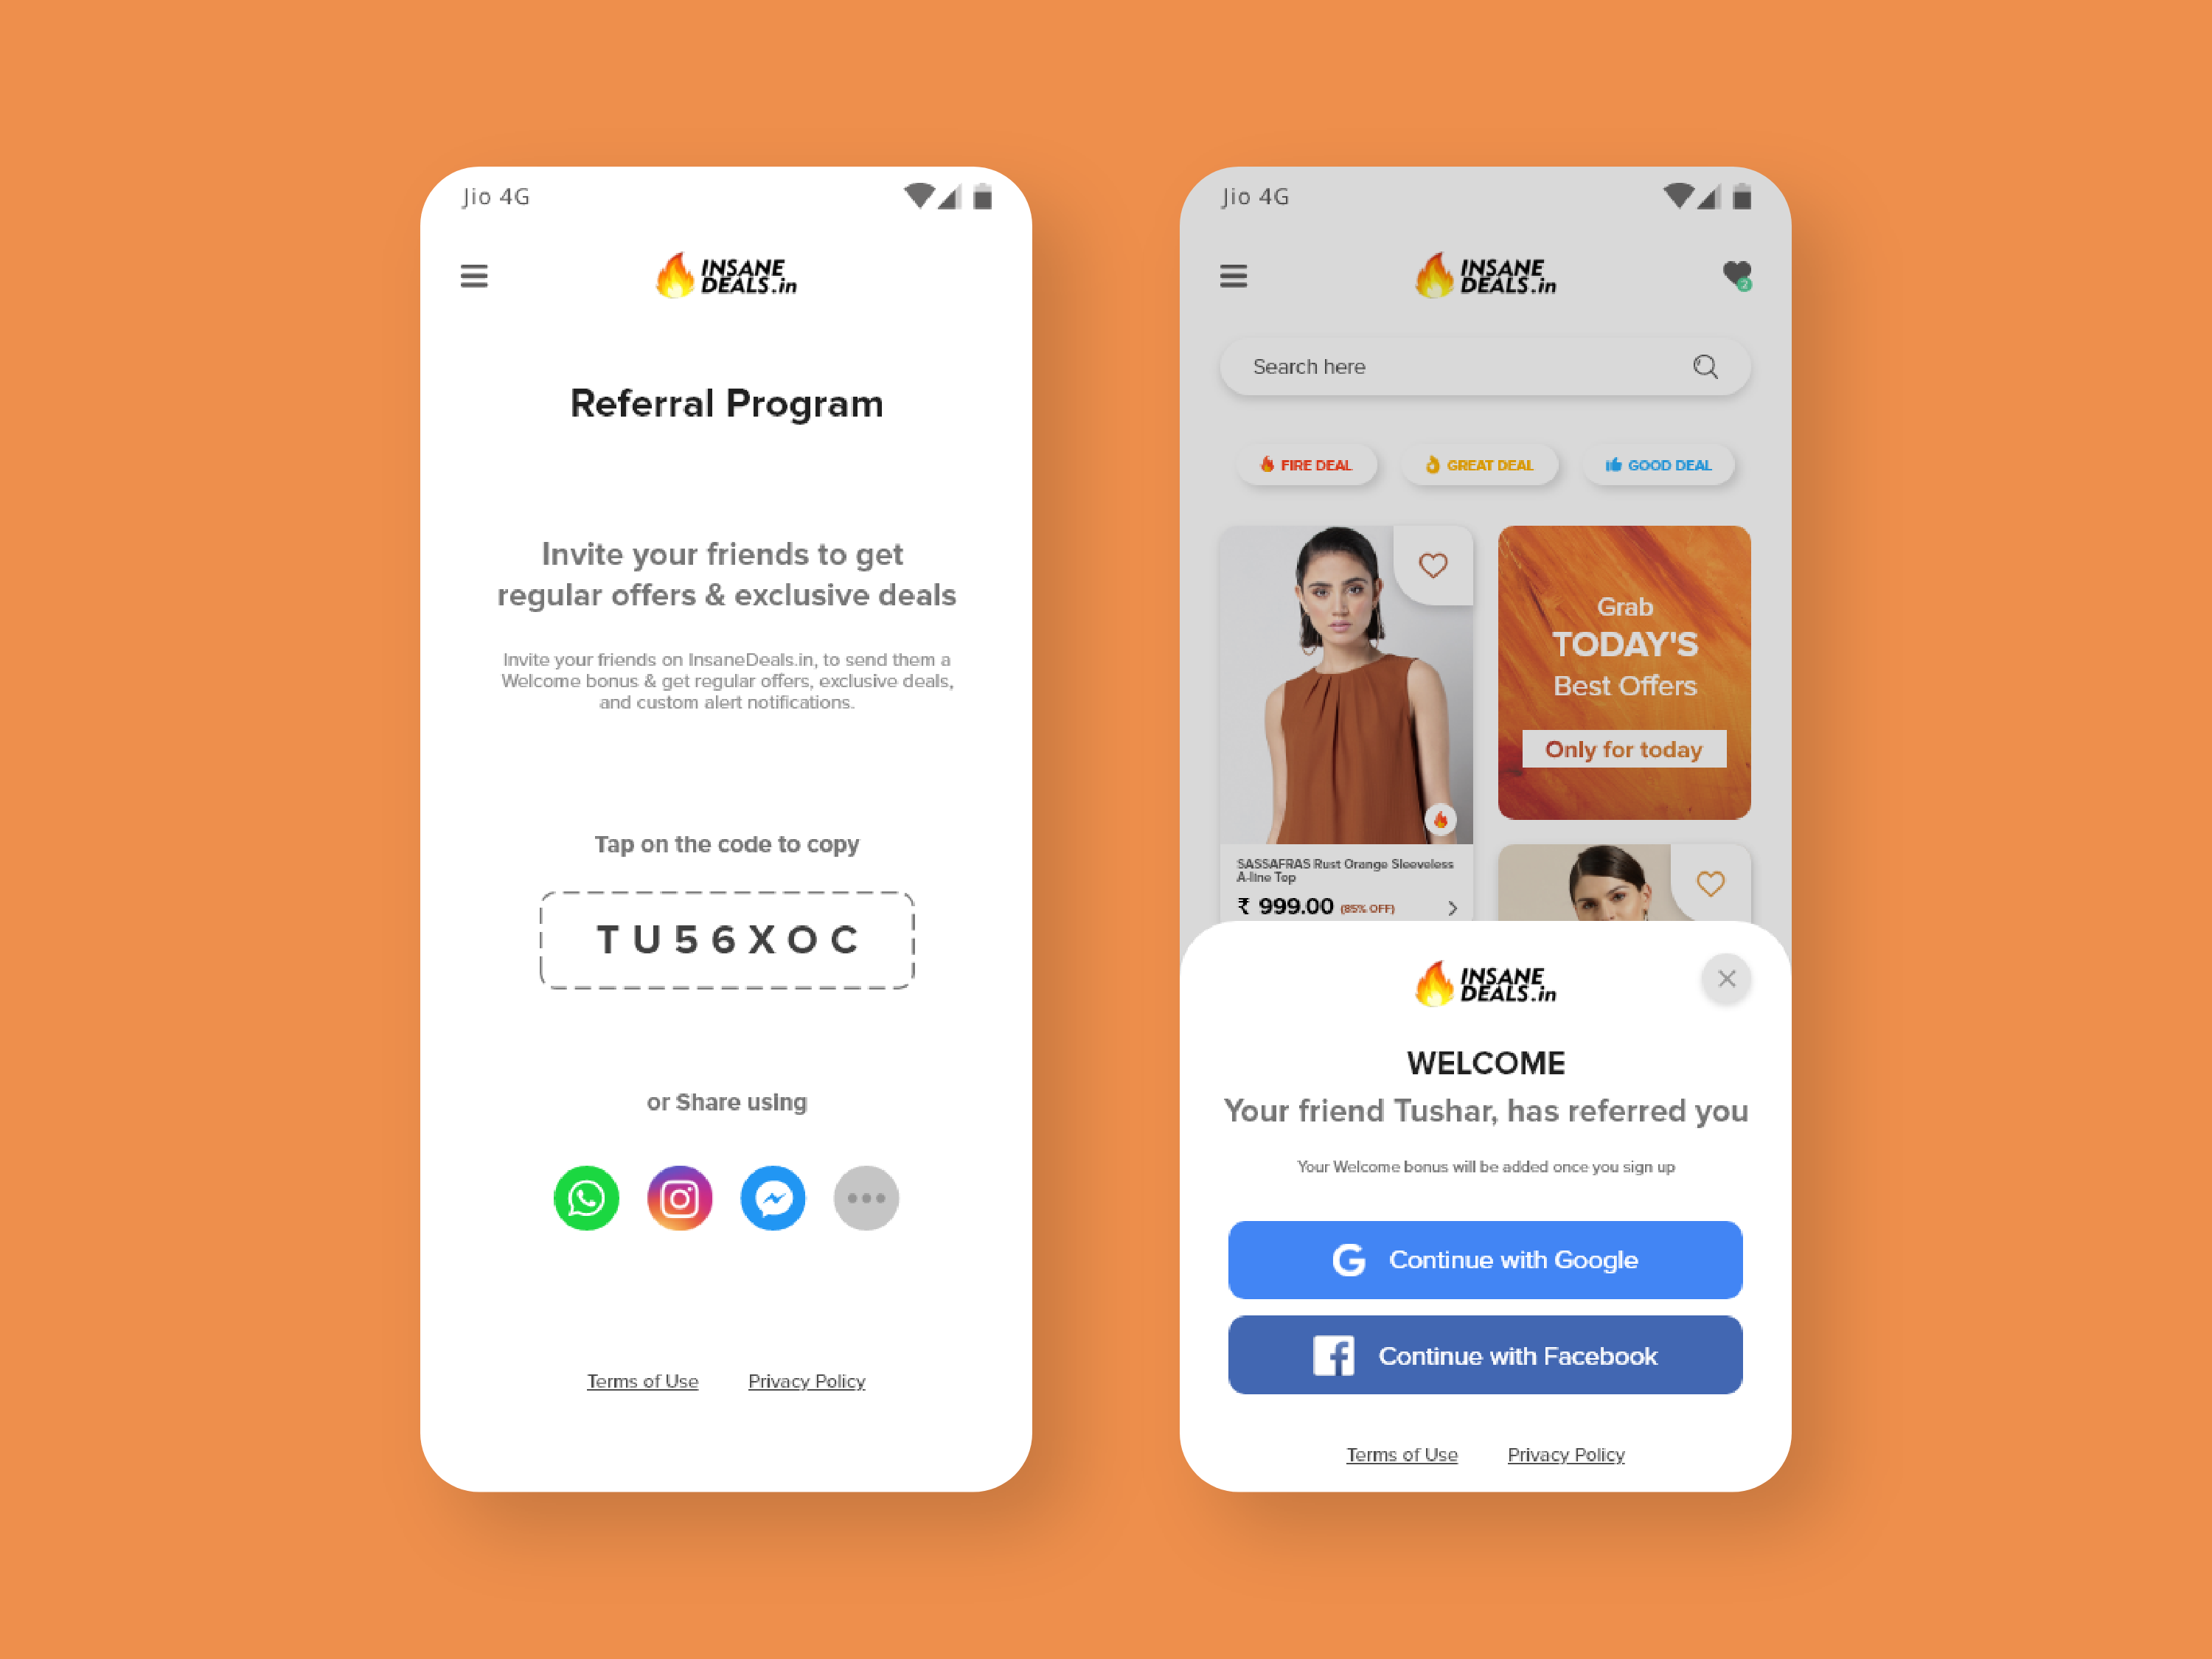 Jio 4G
INSANE
DEALS.in
Referral Program
Invite your friends to get
regular offers & exclusive deals
Invite your friends on InsaneDeals.in, to send them a
Welcome bonus & get regular offers, exclusive deals,
and custom alert notifications.
Tap on the code to copy
TU56XOC
or Share using
Terms of Use
Privacy Policy
Jio 4G
INSANE
DEALS.in
2
Search here
FIRE DEAL
GREAT DEAL
GOOD DEAL
Grab
TODAY'S
Best Offers
Only for today
SASSAFRAS Rust Orange Sleeveless
A-line Top
₹ 999.00 (85% OFF)
INSANE
DEALS.in
WELCOME
Your friend Tushar, has referred you
Your Welcome bonus will be added once you sign up
G Continue with Google
f Continue with Facebook
Terms of Use
Privacy Policy